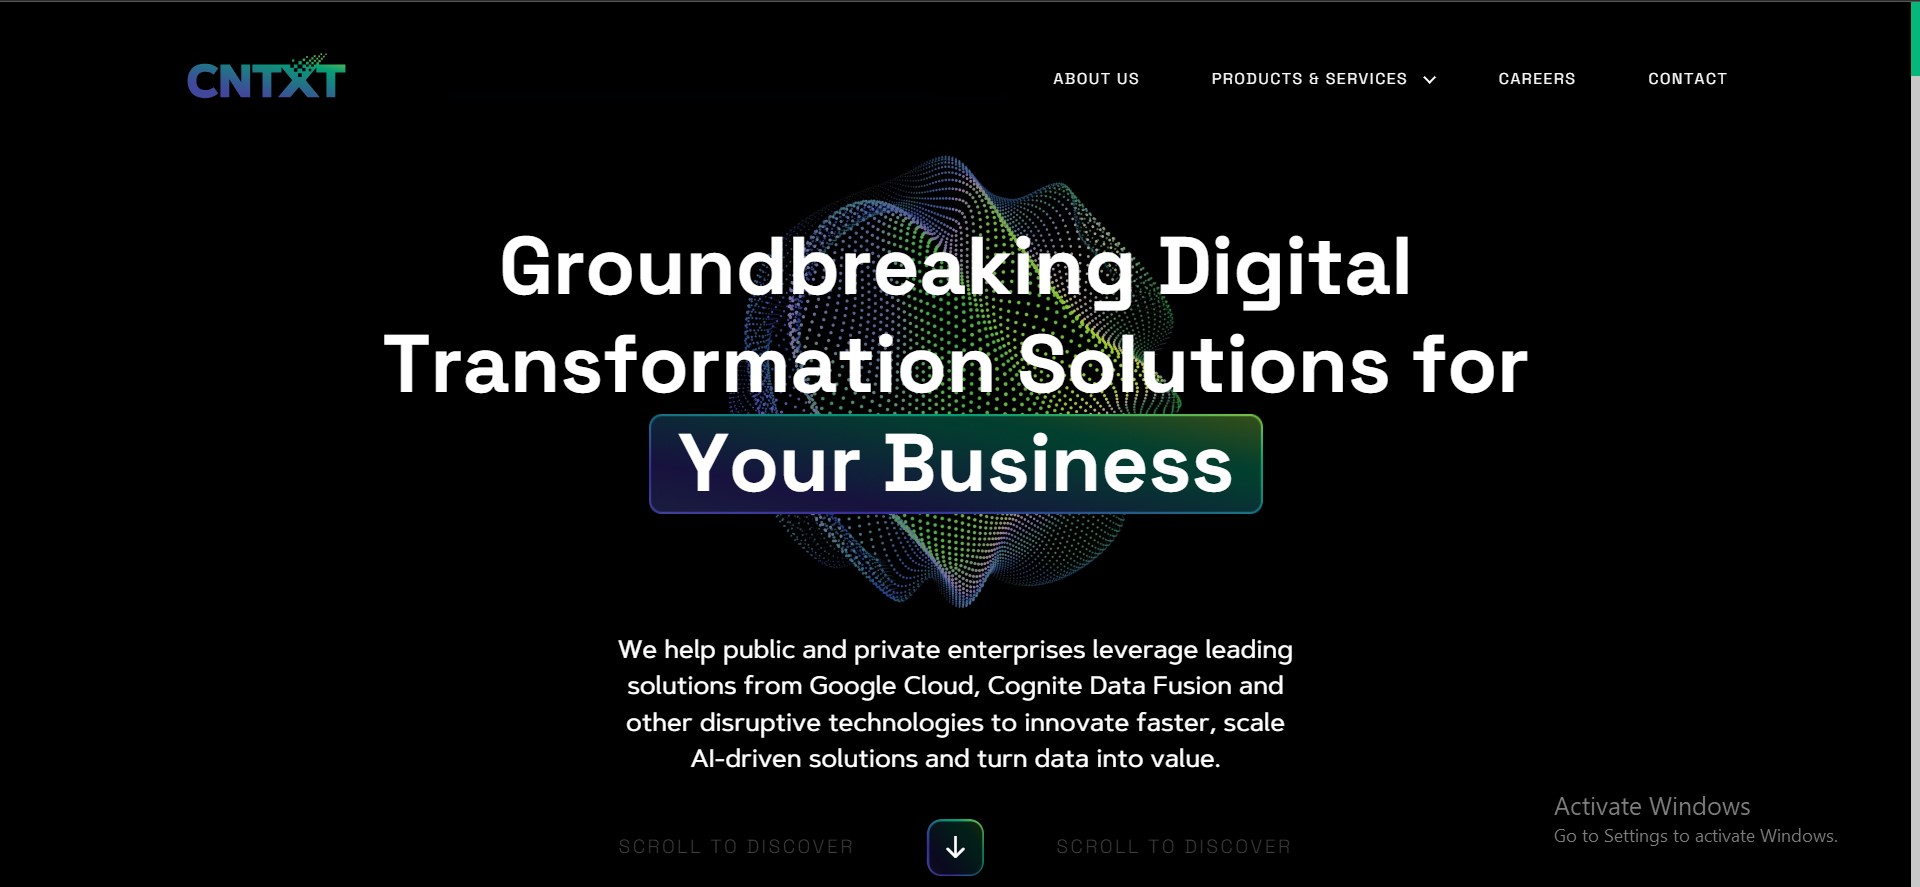 CNTXT
ABOUT US
PRODUCTS & SERVICES
CAREERS
CONTACT
Groundbreaking Digital
Transformation Solutions for
Your Business
We help public and private enterprises leverage leading
solutions from Google Cloud, Cognite Data Fusion and
other disruptive technologies to innovate faster, scale
AI-driven solutions and turn data into value.
SCROLL TO DISCOVER
SCROLL TO DISCOVER
Activate Windows
Go to Settings to activate Windows.